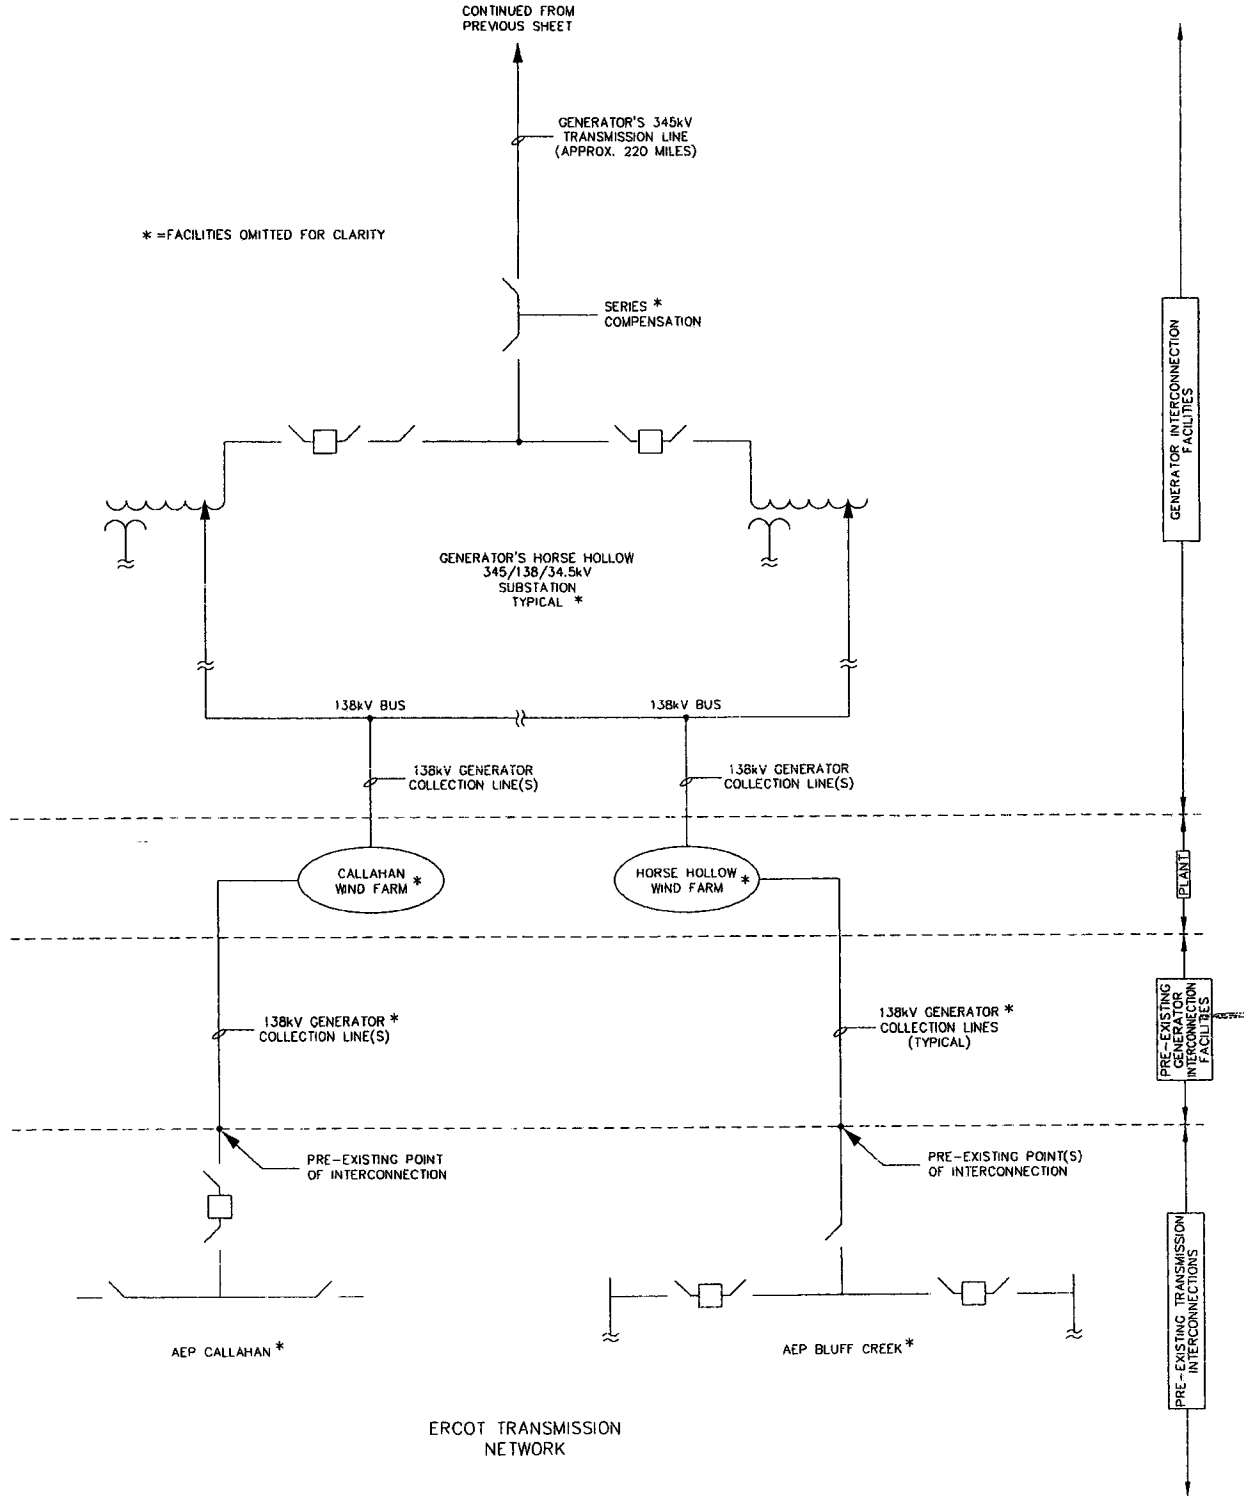 CONTINUED FROM
PREVIOUS SHEET
GENERATOR'S 345kV
TRANSMISSION LINE
(APPROX. 220 MILES)
* =FACILITIES OMITTED FOR CLARITY
SERIES *
COMPENSATION
GENERATOR INTERCONNECTION
FACILITIES
GENERATOR'S HORSE HOLLOW
345/138/34.5kV
SUBSTATION
TYPICAL *
138kV BUS
138kV BUS
138kV GENERATOR
COLLECTION LINE(S)
138kV GENERATOR
COLLECTION LINE(S)
CALLAHAN
WIND FARM *
HORSE HOLLOW
WIND FARM *
PLANT
138kV GENERATOR *
COLLECTION LINE(S)
138kV GENERATOR *
COLLECTION LINES
(TYPICAL)
PRE-EXISTING
GENERATOR
INTERCONNECTION
FACILITIES
PRE-EXISTING POINT
OF INTERCONNECTION
PRE-EXISTING POINT(S)
OF INTERCONNECTION
PRE-EXISTING TRANSMISSION
INTERCONNECTIONS
AEP CALLAHAN *
AEP BLUFF CREEK *
ERCOT TRANSMISSION
NETWORK